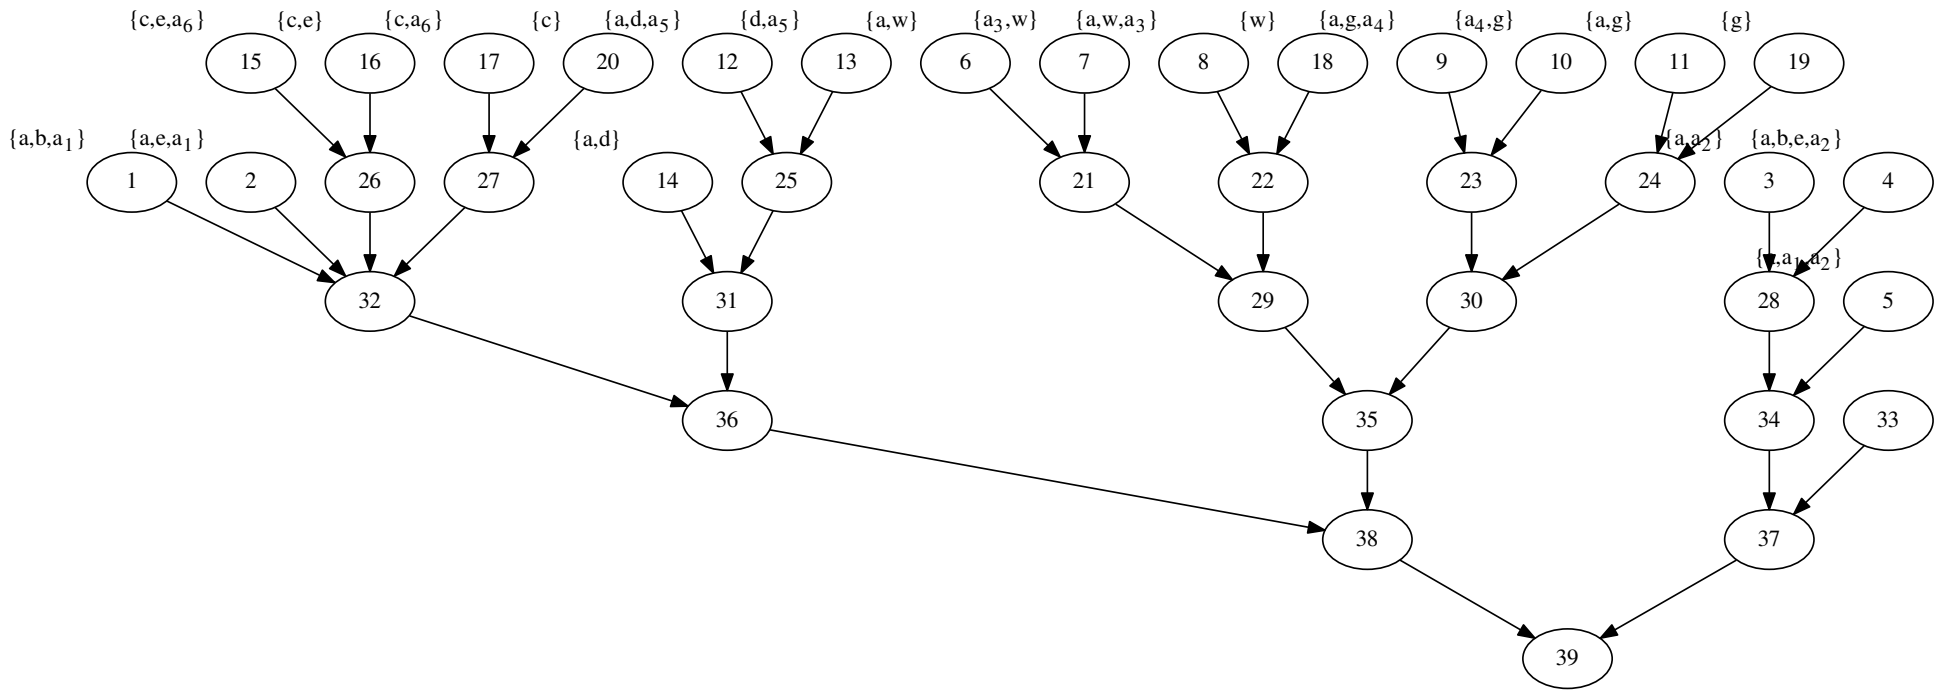 {c,e,a6} {c,e} {c,a6} {c} {a,d,a5} {d,a5} {a,w} {a3,w} {a,w,a3} {w} {a,g,a4} {a4,g} {a,g} {g}
15 16 17 20 12 13 6 7 8 18 9 10 11 19
{a,b,a1} {a,e,a1} {a,d} {a,a2} {a,b,e,a2}
1 2 26 27 14 25 21 22 23 24 3 4
a1,a2}
32 31 29 30 28 5
36 35 34 33
38 37
39